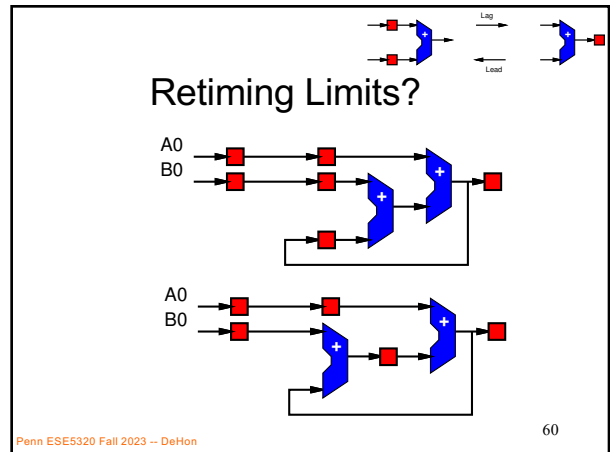 Lag
+
+
Lead
Retiming Limits?
A0
B0
+
+
A0
B0
+
+
60
Penn ESE5320 Fall 2023 -- DeHon